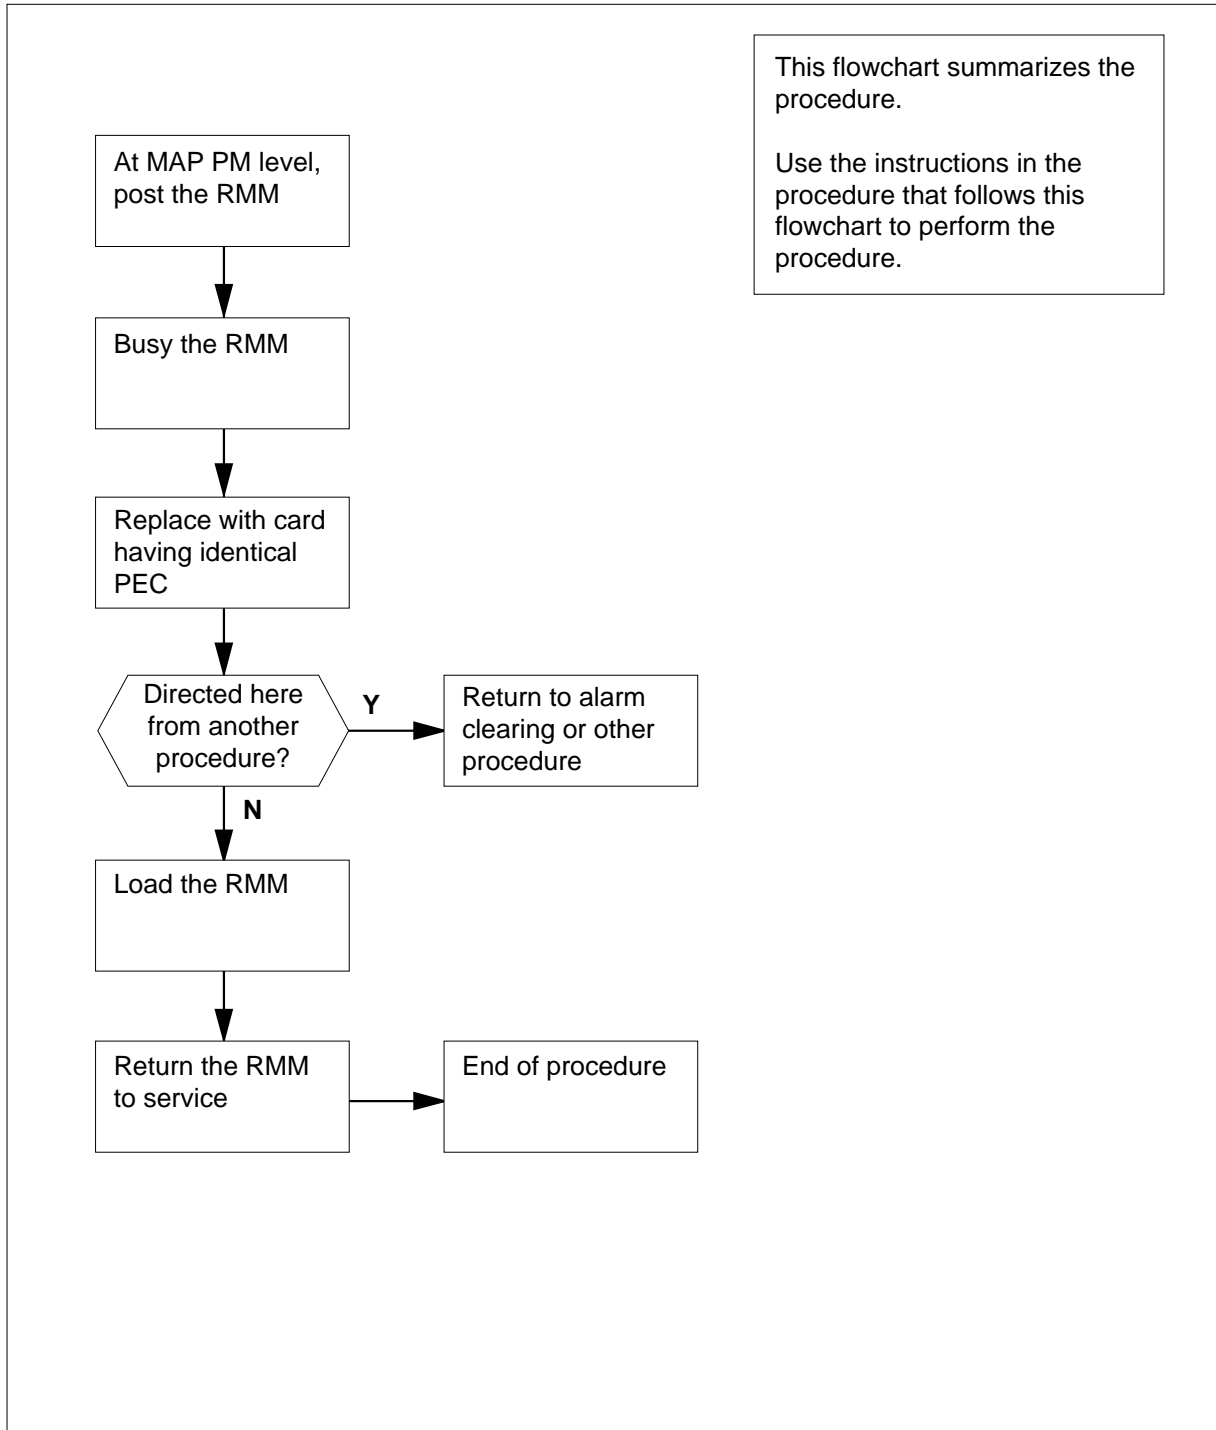 This flowchart summarizes the
procedure.
Use the instructions in the
procedure that follows this
flowchart to perform the
procedure.
At MAP PM level,
post the RMM
Busy the RMM
Replace with card
having identical
PEC
Directed here
from another
procedure?
Y
Return to alarm
clearing or other
procedure
N
Load the RMM
Return the RMM
to service
End of procedure